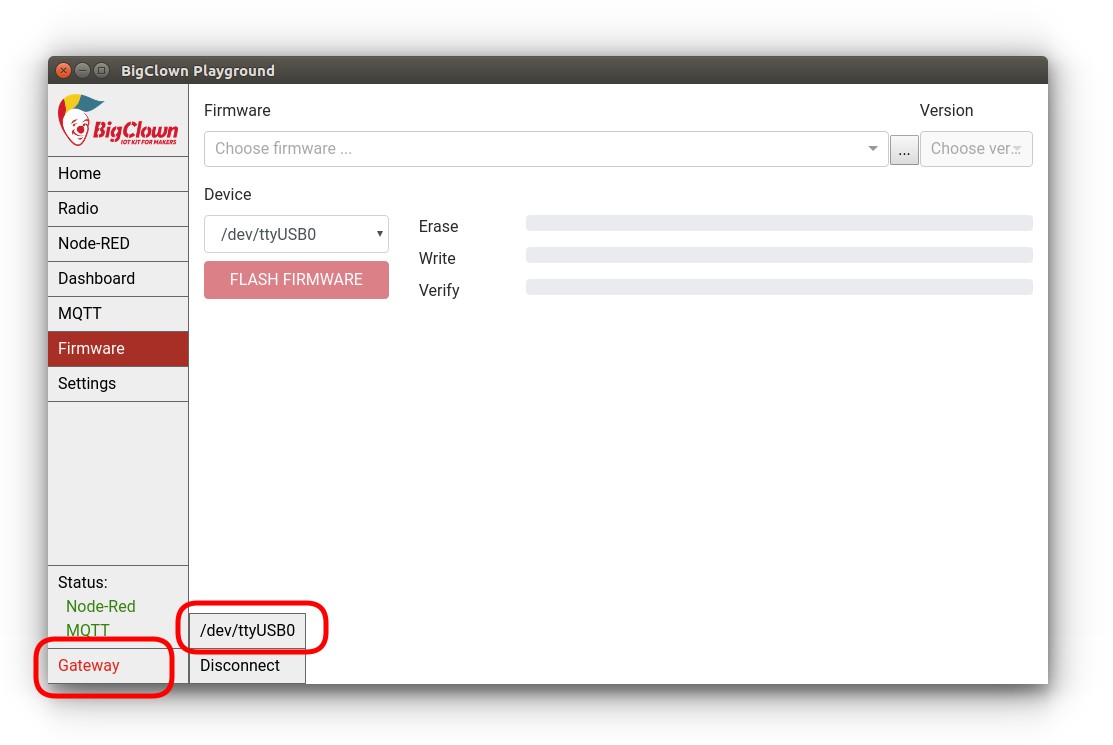 BigClown Playground
BigClown
IOT KIT FOR MAKERS
Home
Radio
Node-RED
Dashboard
MQTT
Firmware
Settings
Status:
Node-Red
MQTT
Gateway
Firmware
Version
Choose firmware ...
...
Choose ver...
Device
/dev/ttyUSB0
FLASH FIRMWARE
Erase
Write
Verify
/dev/ttyUSB0
Disconnect